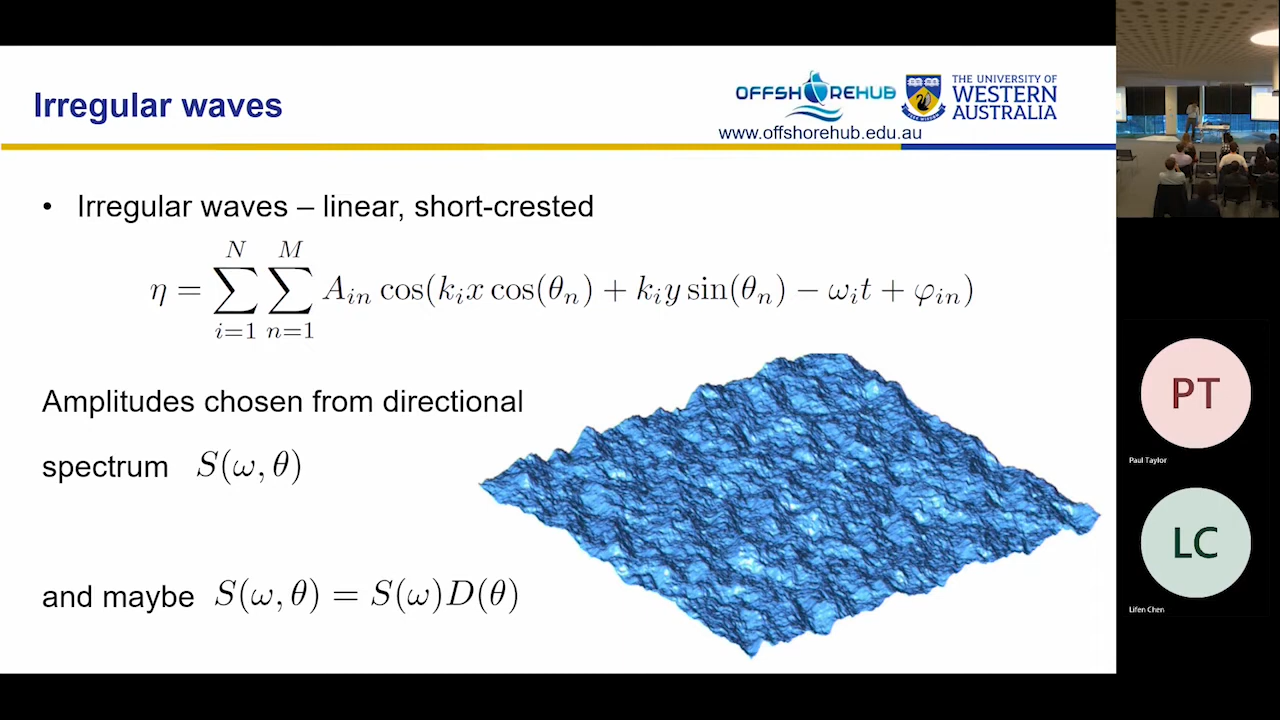 Irregular waves
OFFSHOREHUB
www.offshorehub.edu.au
THE UNIVERSITY OF
WESTERN
AUSTRALIA
• Irregular waves – linear, short-crested
η = ∑_{i=1}^{N} ∑_{n=1}^{M} A_{in} cos(k_i x cos(θ_n) + k_i y sin(θ_n) − ω_i t + φ_{in})
Amplitudes chosen from directional
spectrum S(ω, θ)
and maybe S(ω, θ) = S(ω)D(θ)
PT
Paul Taylor
LC
Lifen Chen